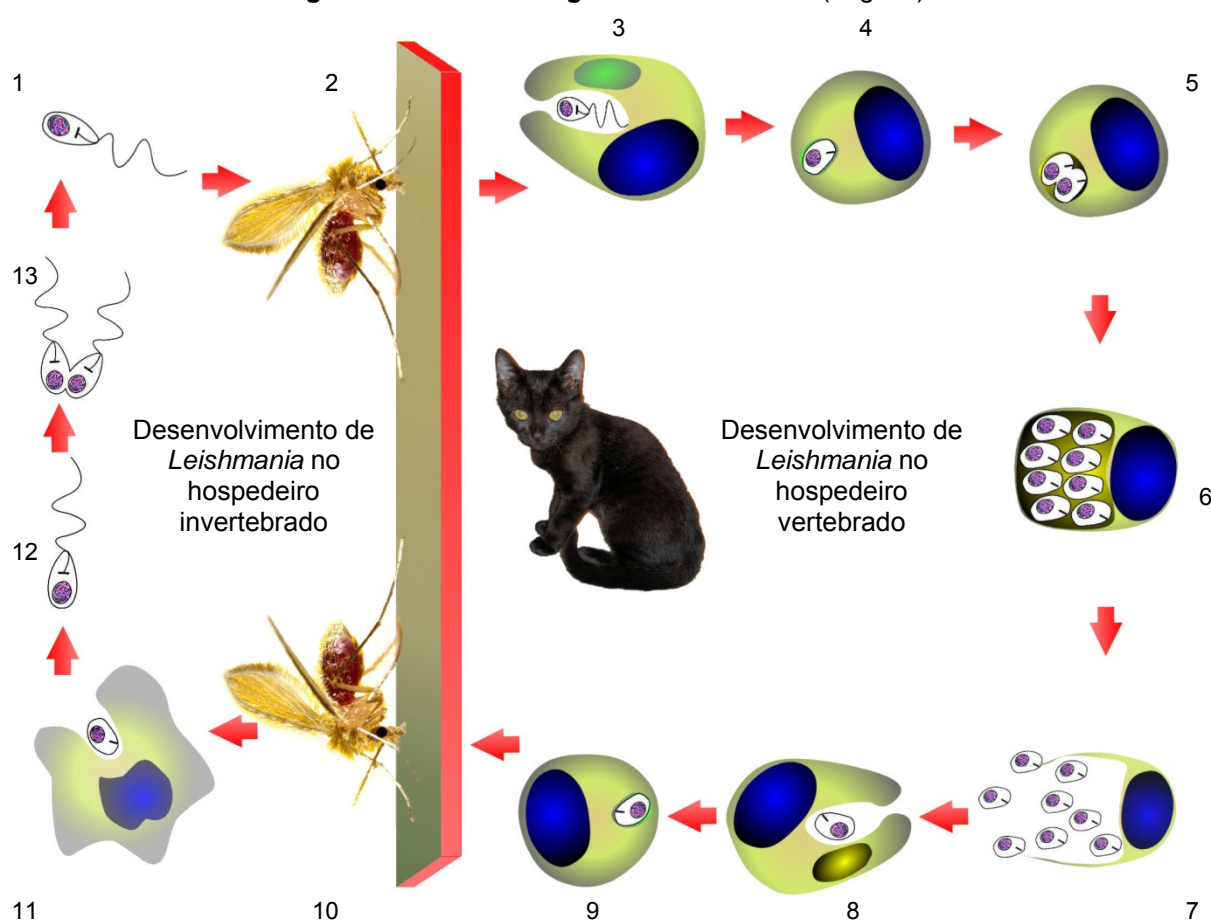 3
4
1
2
5
13
Desenvolvimento de
Leishmania no
hospedeiro
invertebrado
Desenvolvimento de
Leishmania no
hospedeiro
vertebrado
6
12
11
10
9
8
7